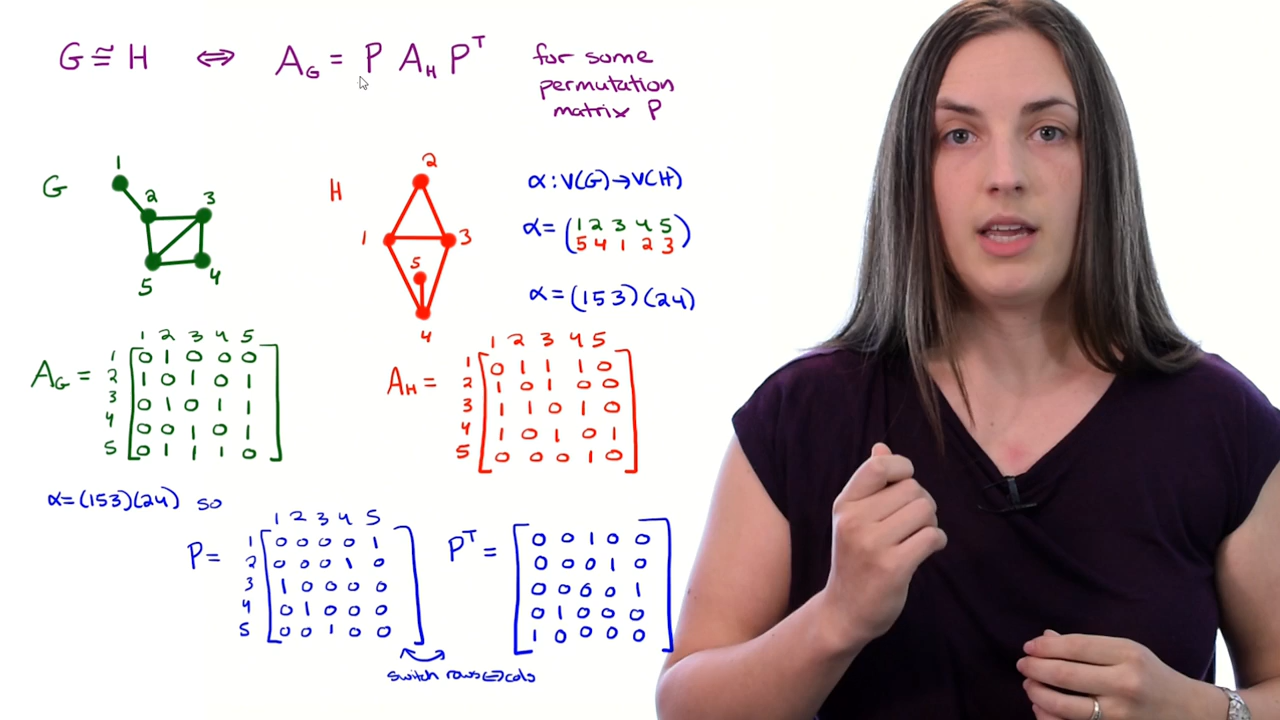 G ≅ H ⇔ A_G = P A_H P^T for some
permutation
matrix P
G
1
2 3
5 4
H
2
1 3
5
4
α: V(G)→V(H)
α = (1 2 3 4 5
5 4 1 2 3)
α = (153)(24)
A_G =
1 2 3 4 5
1 0 1 0 0 0
2 1 0 1 0 1
3 0 1 0 1 1
4 0 0 1 0 1
5 0 1 1 1 0
A_H =
1 2 3 4 5
1 0 1 1 1 0
2 1 0 1 0 0
3 1 1 0 1 0
4 1 0 1 0 1
5 0 0 0 1 0
α=(153)(24) so
P =
1 2 3 4 5
1 0 0 0 0 1
2 0 0 0 1 0
3 1 0 0 0 0
4 0 1 0 0 0
5 0 0 1 0 0
P^T =
0 0 1 0 0
0 0 0 1 0
0 0 0 0 1
0 1 0 0 0
1 0 0 0 0
switch rows⇔cols